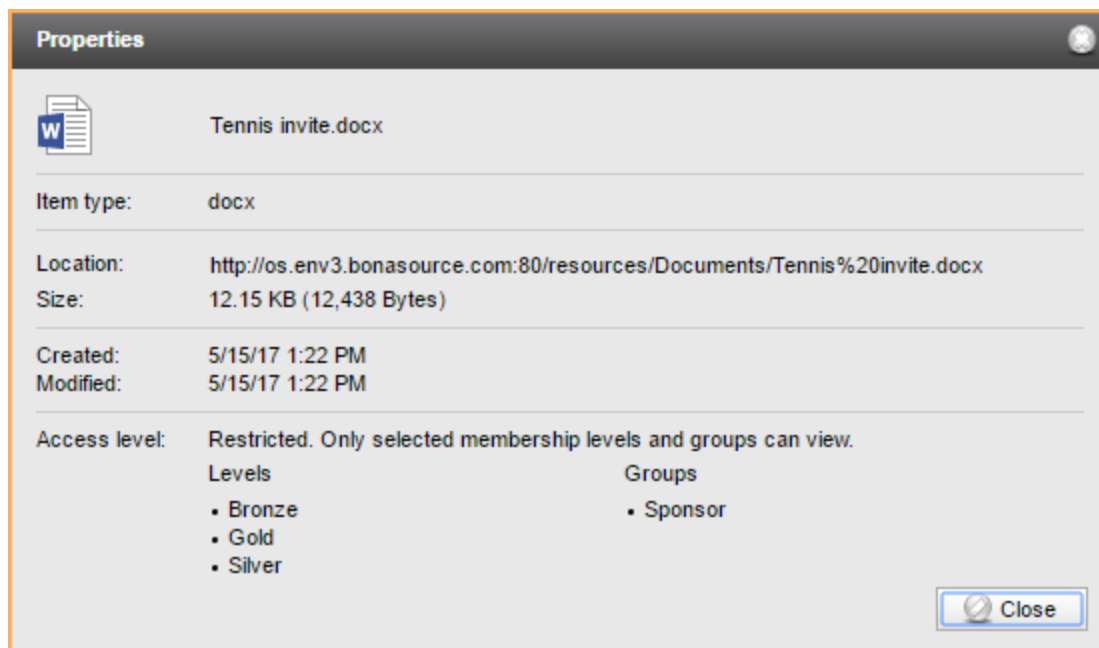 Properties
W
Tennis invite.docx
Item type: docx
Location: http://os.env3.bonasource.com:80/resources/Documents/Tennis%20invite.docx
Size: 12.15 KB (12,438 Bytes)
Created: 5/15/17 1:22 PM
Modified: 5/15/17 1:22 PM
Access level: Restricted. Only selected membership levels and groups can view.
Levels Groups
• Bronze • Sponsor
• Gold
• Silver
Close